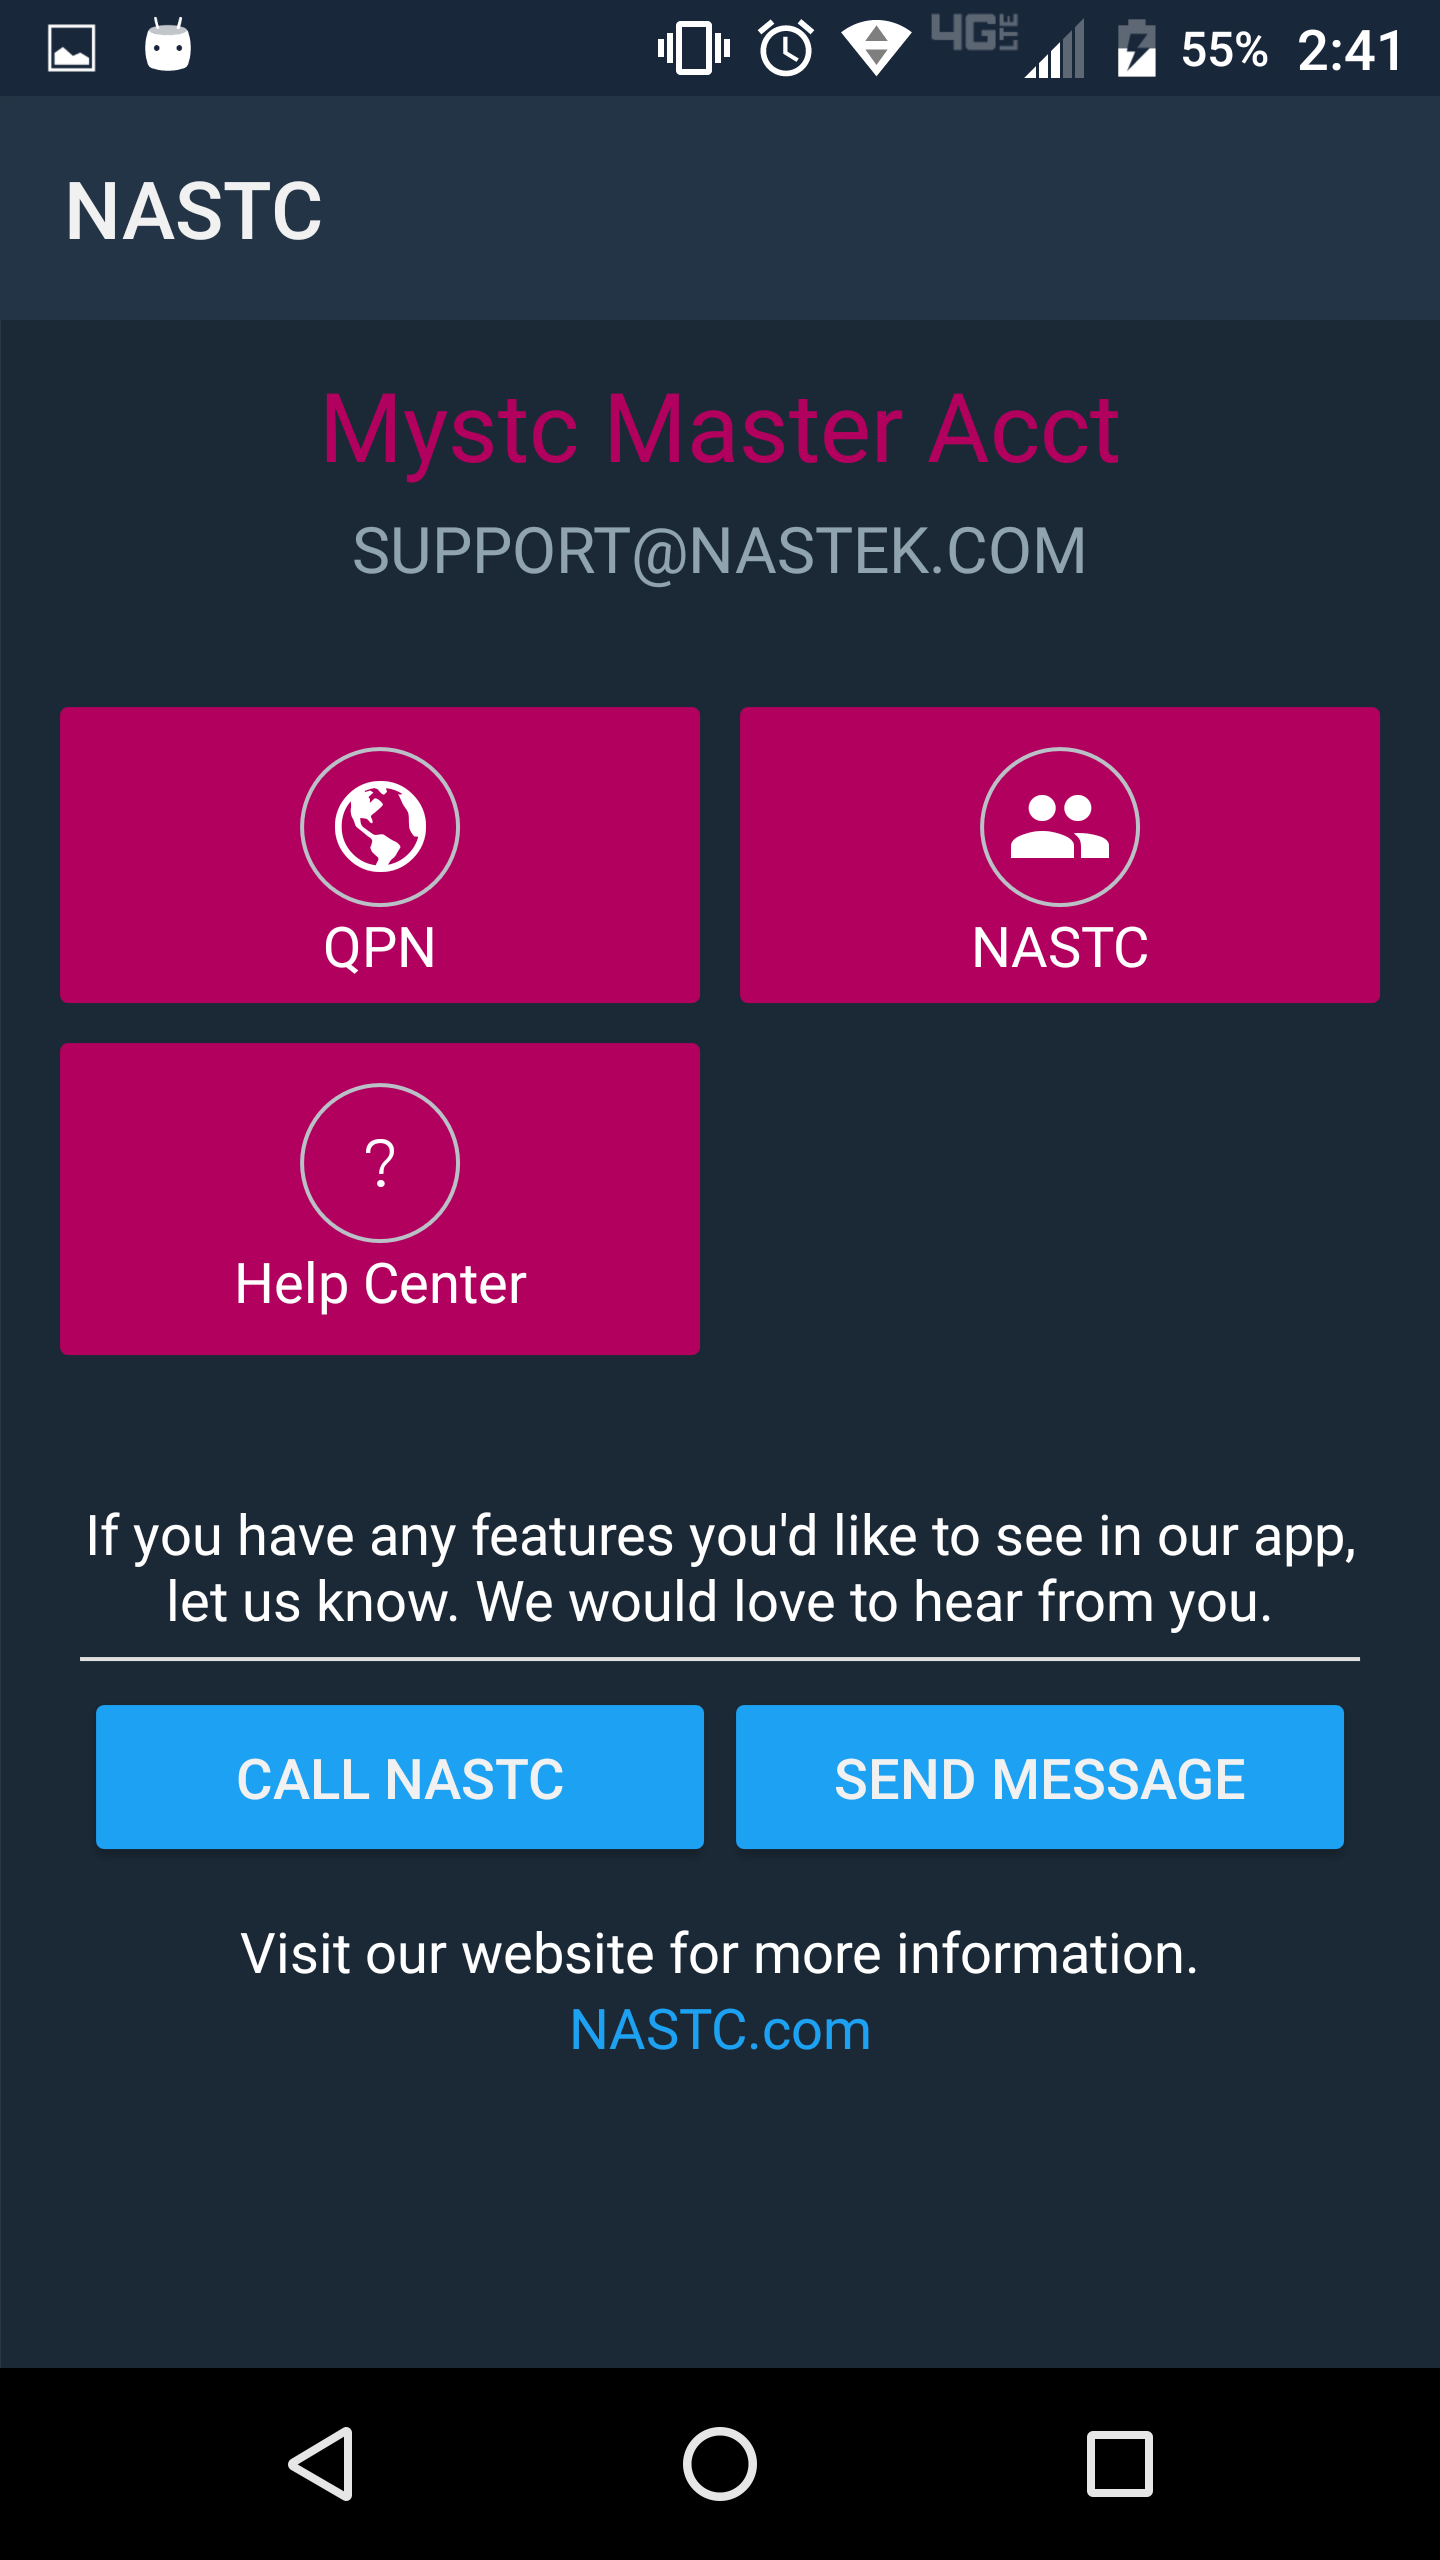 4G LTE 55% 2:41
NASTC
Mystc Master Acct
SUPPORT@NASTEK.COM
QPN
NASTC
?
Help Center
If you have any features you'd like to see in our app,
let us know. We would love to hear from you.
CALL NASTC
SEND MESSAGE
Visit our website for more information.
NASTC.com